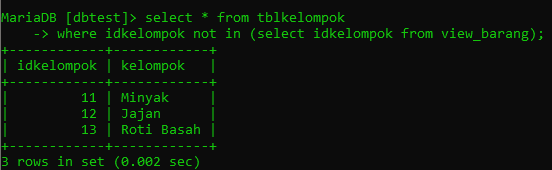 MariaDB [dbtest]> select * from tblkelompok
    -> where idkelompok not in (select idkelompok from view_barang);
+------------+------------+
| idkelompok | kelompok   |
+------------+------------+
|         11 | Minyak     |
|         12 | Jajan      |
|         13 | Roti Basah |
+------------+------------+
3 rows in set (0.002 sec)